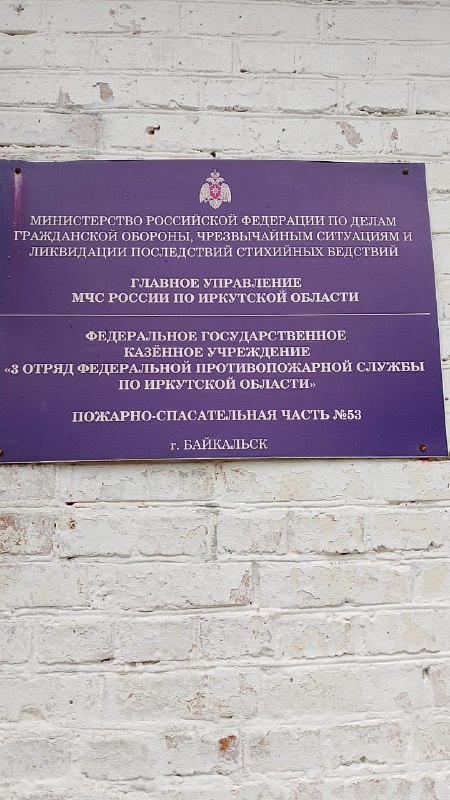 МИНИСТЕРСТВО РОССИЙСКОЙ ФЕДЕРАЦИИ ПО ДЕЛАМ
ГРАЖДАНСКОЙ ОБОРОНЫ, ЧРЕЗВЫЧАЙНЫМ СИТУАЦИЯМ И
ЛИКВИДАЦИИ ПОСЛЕДСТВИЙ СТИХИЙНЫХ БЕДСТВИЙ
ГЛАВНОЕ УПРАВЛЕНИЕ
МЧС РОССИИ ПО ИРКУТСКОЙ ОБЛАСТИ
ФЕДЕРАЛЬНОЕ ГОСУДАРСТВЕННОЕ
КАЗЁННОЕ УЧРЕЖДЕНИЕ
«3 ОТРЯД ФЕДЕРАЛЬНОЙ ПРОТИВОПОЖАРНОЙ СЛУЖБЫ
ПО ИРКУТСКОЙ ОБЛАСТИ»
ПОЖАРНО-СПАСАТЕЛЬНАЯ ЧАСТЬ №53
г. БАЙКАЛЬСК